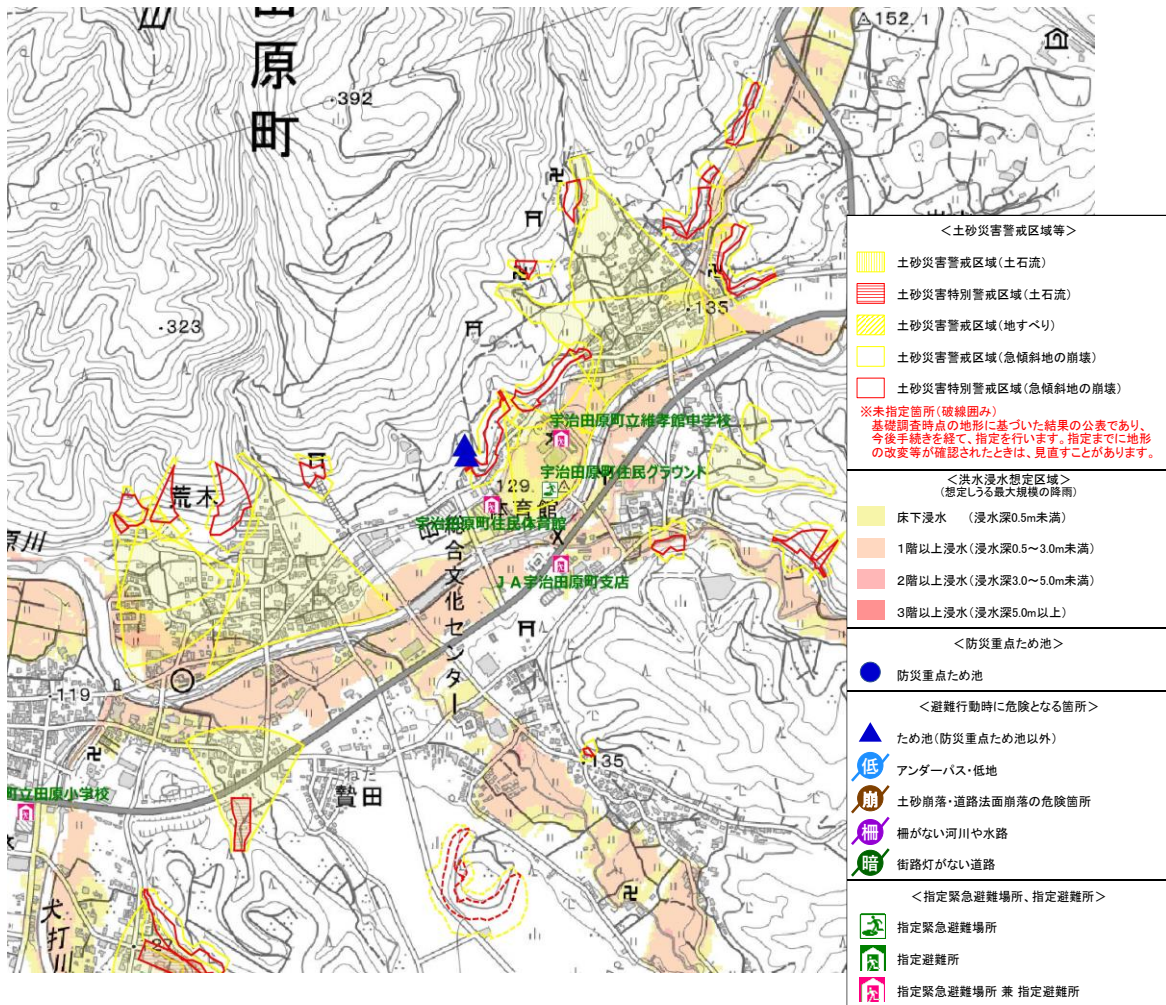 田
原
町
山
・392
△152.1
200
・323
・135
荒木
原川
宇治田原町立維孝館中学校
宇治田原町住民グラウンド
129.
体育館
宇治田原町住民体育館
総合文化センター
JA宇治田原町支店
・119
・135
ねだ
贄田
町立田原小学校
犬打川
＜土砂災害警戒区域等＞
土砂災害警戒区域（土石流）
土砂災害特別警戒区域（土石流）
土砂災害警戒区域（地すべり）
土砂災害警戒区域（急傾斜地の崩壊）
土砂災害特別警戒区域（急傾斜地の崩壊）
※未指定箇所（破線囲み）
基礎調査時点の地形に基づいた結果の公表であり、
今後手続きを経て、指定を行います。指定までに地形
の改変等が確認されたときは、見直すことがあります。
＜洪水浸水想定区域＞
（想定しうる最大規模の降雨）
床下浸水　（浸水深0.5m未満）
1階以上浸水（浸水深0.5～3.0m未満）
2階以上浸水（浸水深3.0～5.0m未満）
3階以上浸水（浸水深5.0m以上）
＜防災重点ため池＞
防災重点ため池
＜避難行動時に危険となる箇所＞
ため池（防災重点ため池以外）
低 アンダーパス・低地
崩 土砂崩落・道路法面崩落の危険箇所
柵 柵がない河川や水路
暗 街路灯がない道路
＜指定緊急避難場所、指定避難所＞
指定緊急避難場所
指定避難所
指定緊急避難場所 兼 指定避難所